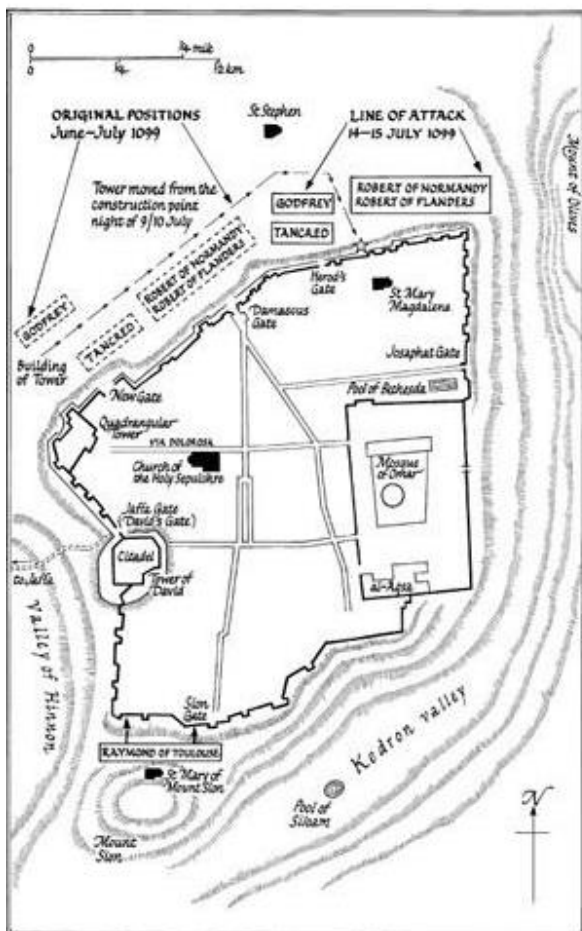 0 ¼ mile
0 ¼ ½ km
ORIGINAL POSITIONS
June–July 1099
St Stephen
LINE OF ATTACK
14–15 JULY 1099
Mount of Olives
Tower moved from the
construction point
night of 9/10 July
GODFREY
TANCRED
ROBERT OF NORMANDY
ROBERT OF FLANDERS
GODFREY
TANCRED
ROBERT OF NORMANDY
ROBERT OF FLANDERS
Building
of Tower
Herod's
Gate
St Mary
Magdalene
Damascus
Gate
Josaphat Gate
New Gate
Pool of Bethesda
Quadrangular
Tower
VIA DOLOROSA
Church of
the Holy Sepulchre
Mosque
of Omar
Jaffa Gate
(David's Gate)
Citadel
to Jaffa
Tower of
David
al-Aqsa
Valley of Hinnon
Sion
Gate
RAYMOND OF TOULOUSE
St Mary of
Mount Sion
Kedron valley
Pool of
Siloam
Mount
Sion
N